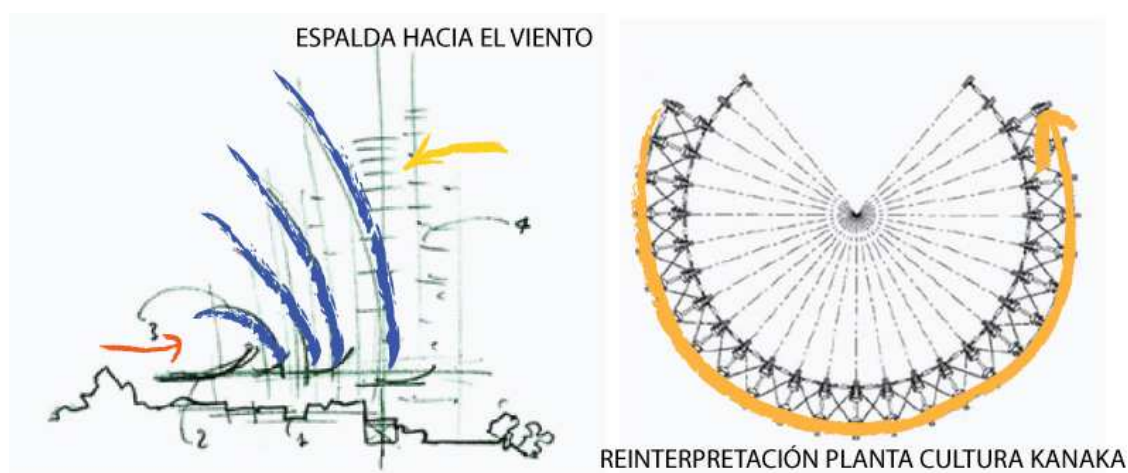 ESPALDA HACIA EL VIENTO
3
4
2
1
REINTERPRETACIÓN PLANTA CULTURA KANAKA